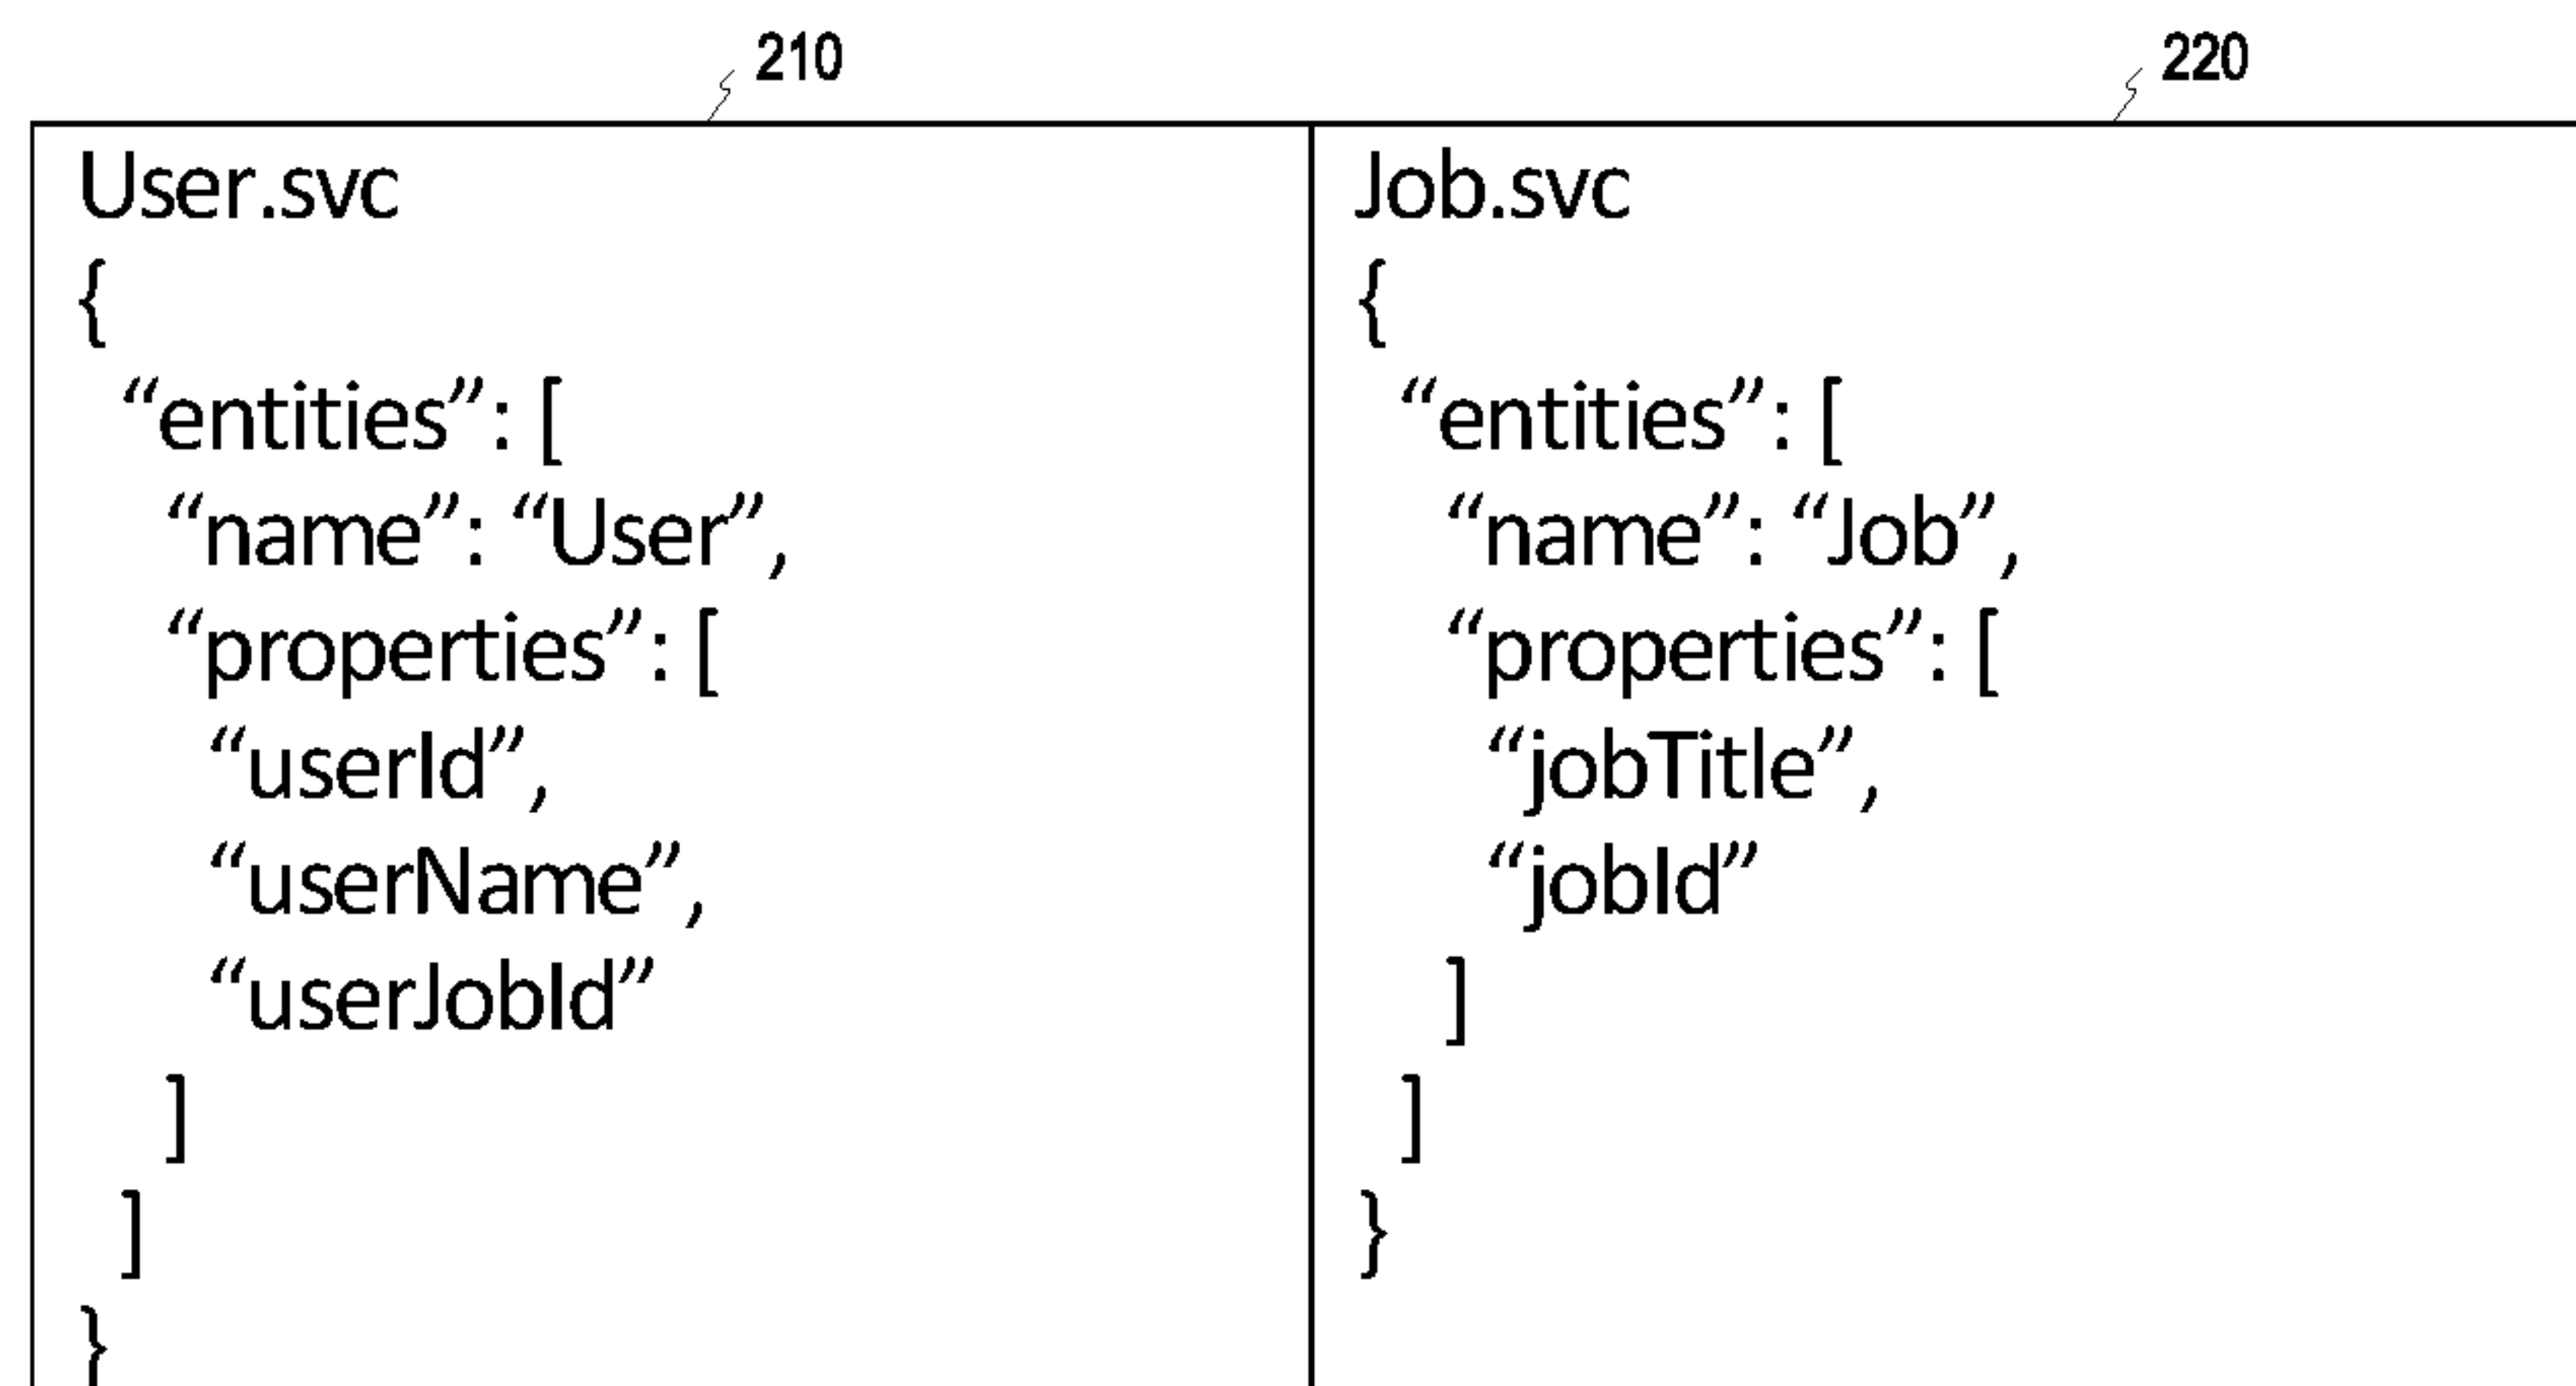 210
User.svc
{
“entities”: [
“name”: “User”,
“properties”: [
“userId”,
“userName”,
“userJobId”
]
]
}
220
Job.svc
{
“entities”: [
“name”: “Job”,
“properties”: [
“jobTitle”,
“jobId”
]
]
}